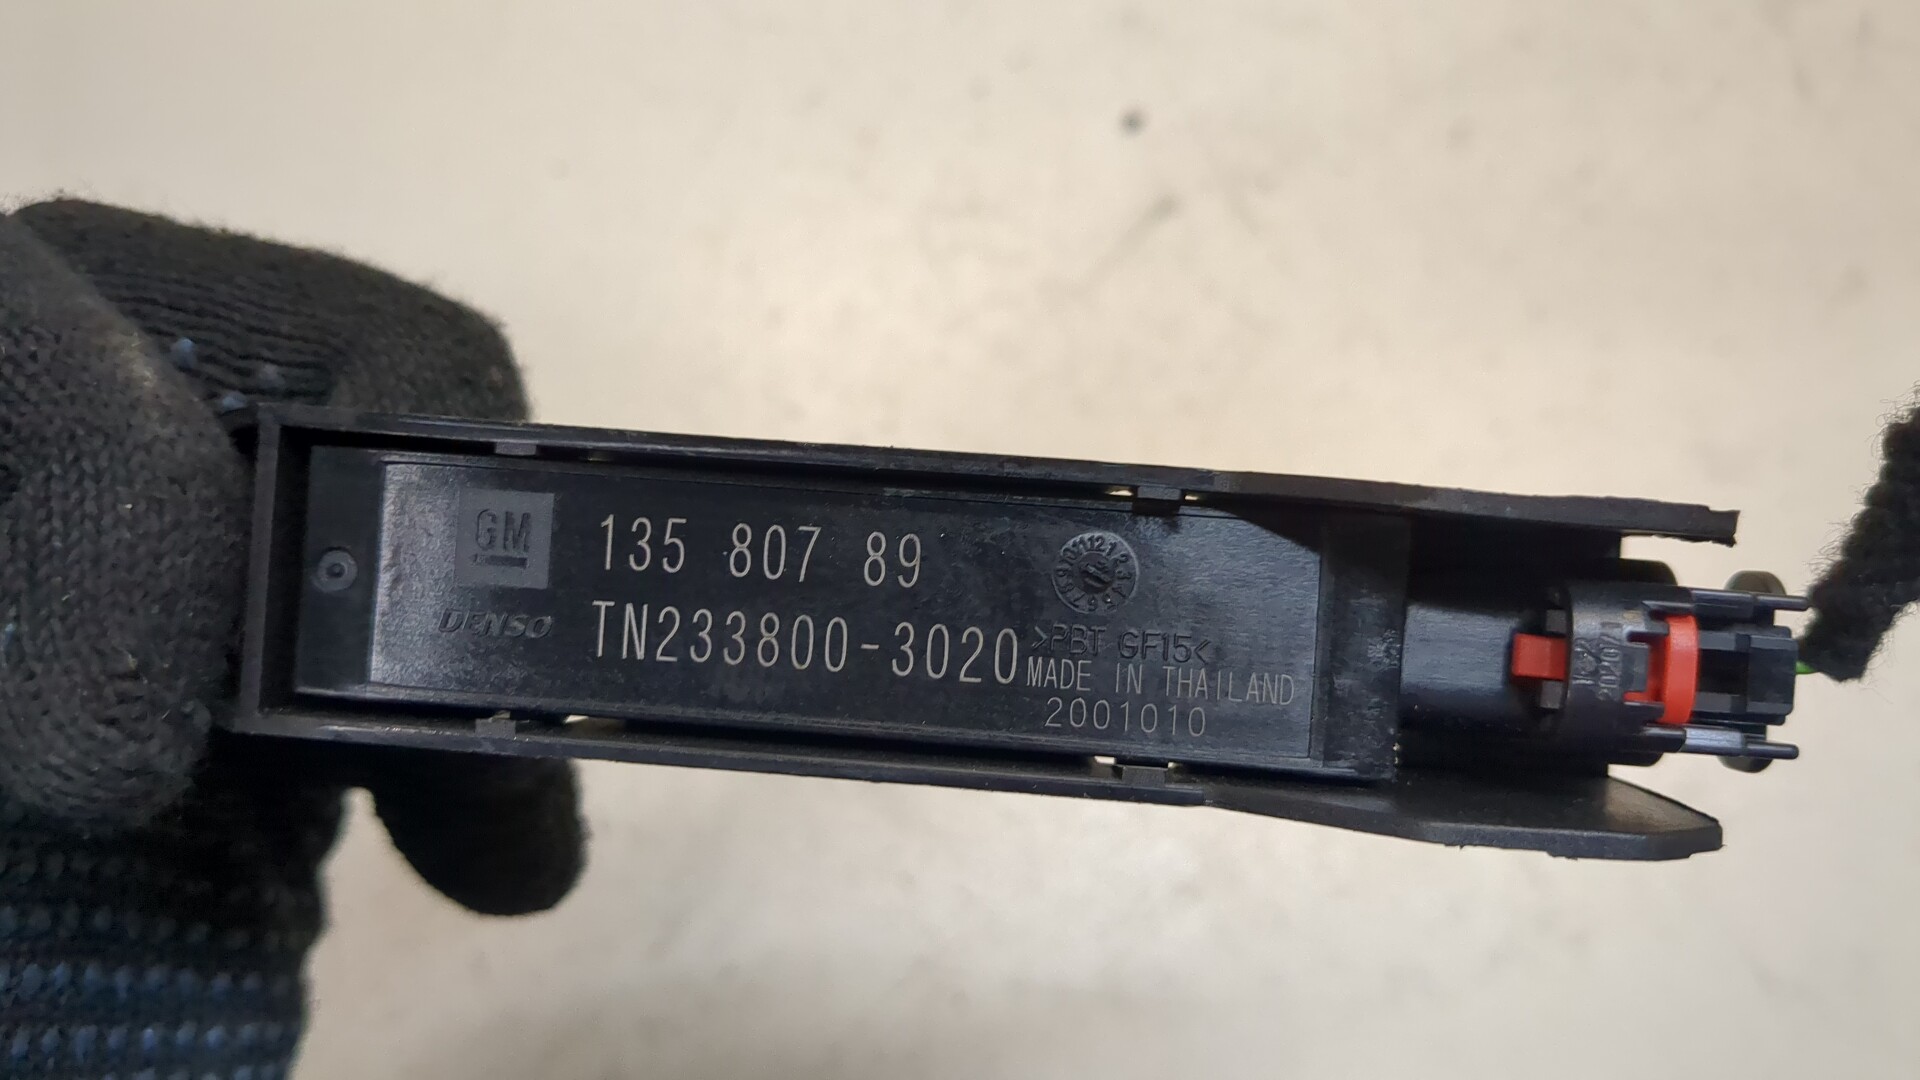 GM
135 807 89
DENSO
TN233800-3020
>PBT GF15<
MADE IN THAILAND
2001010